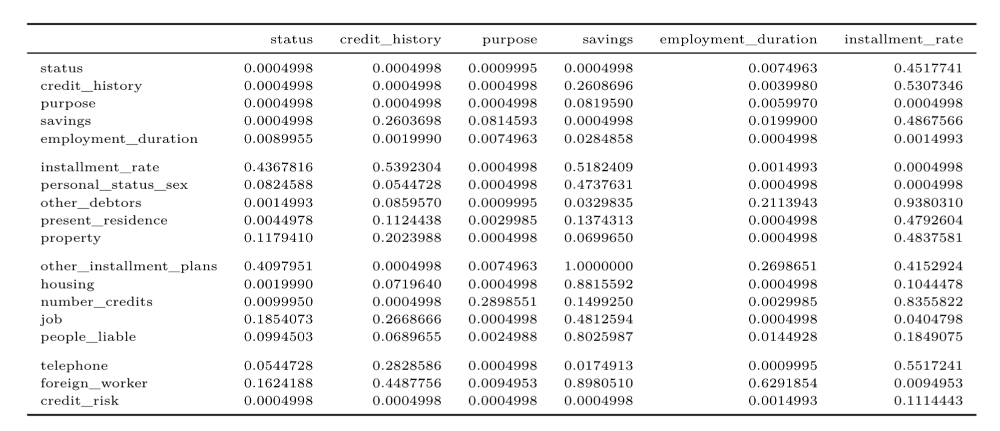 status credit_history purpose savings employment_duration installment_rate
status 0.0004998 0.0004998 0.0009995 0.0004998 0.0074963 0.4517741
credit_history 0.0004998 0.0004998 0.0004998 0.2608696 0.0039980 0.5307346
purpose 0.0004998 0.0004998 0.0004998 0.0819590 0.0059970 0.0004998
savings 0.0004998 0.2603698 0.0814593 0.0004998 0.0199900 0.4867566
employment_duration 0.0089955 0.0019990 0.0074963 0.0284858 0.0004998 0.0014993
installment_rate 0.4367816 0.5392304 0.0004998 0.5182409 0.0014993 0.0004998
personal_status_sex 0.0824588 0.0544728 0.0004998 0.4737631 0.0004998 0.0004998
other_debtors 0.0014993 0.0859570 0.0009995 0.0329835 0.2113943 0.9380310
present_residence 0.0044978 0.1124438 0.0029985 0.1374313 0.0004998 0.4792604
property 0.1179410 0.2023988 0.0004998 0.0699650 0.0004998 0.4837581
other_installment_plans 0.4097951 0.0004998 0.0074963 1.0000000 0.2698651 0.4152924
housing 0.0019990 0.0719640 0.0004998 0.8815592 0.0004998 0.1044478
number_credits 0.0099950 0.0004998 0.2898551 0.1499250 0.0029985 0.8355822
job 0.1854073 0.2668666 0.0004998 0.4812594 0.0004998 0.0404798
people_liable 0.0994503 0.0689655 0.0024988 0.8025987 0.0144928 0.1849075
telephone 0.0544728 0.2828586 0.0004998 0.0174913 0.0009995 0.5517241
foreign_worker 0.1624188 0.4487756 0.0094953 0.8980510 0.6291854 0.0094953
credit_risk 0.0004998 0.0004998 0.0004998 0.0004998 0.0014993 0.1114443